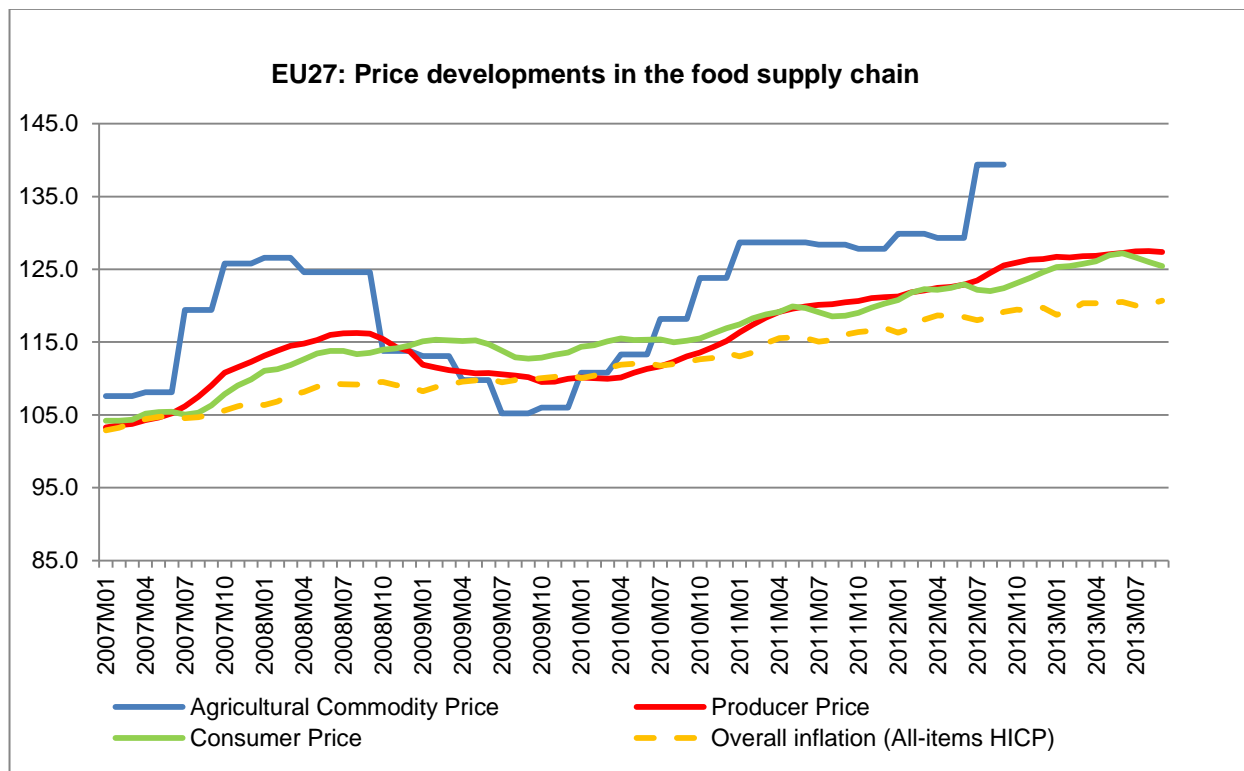 EU27: Price developments in the food supply chain
145.0
135.0
125.0
115.0
105.0
95.0
85.0
2007M01
2007M04
2007M07
2007M10
2008M01
2008M04
2008M07
2008M10
2009M01
2009M04
2009M07
2009M10
2010M01
2010M04
2010M07
2010M10
2011M01
2011M04
2011M07
2011M10
2012M01
2012M04
2012M07
2012M10
2013M01
2013M04
2013M07
Agricultural Commodity Price
Producer Price
Consumer Price
Overall inflation (All-items HICP)